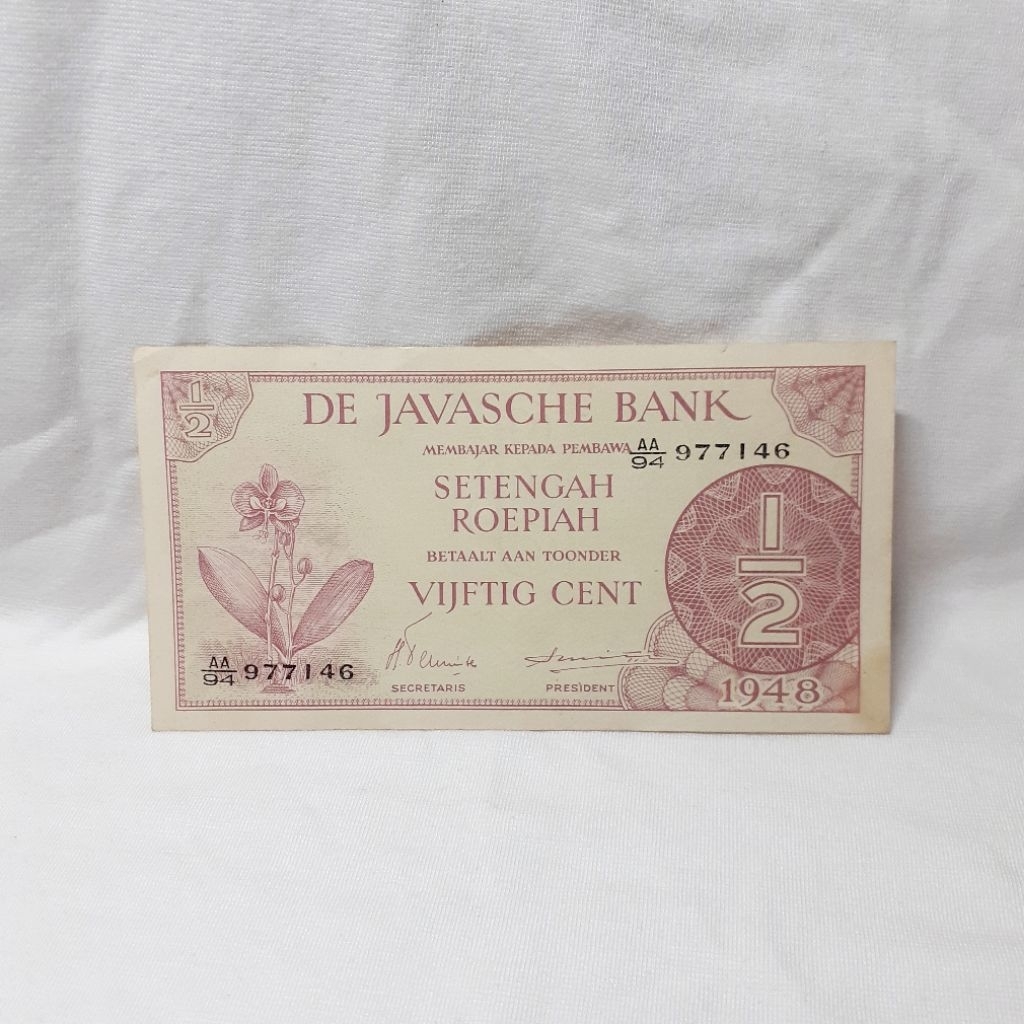 1/2
DE JAVASCHE BANK
MEMBAJAR KEPADA PEMBAWA
AA/94 977146
SETENGAH
ROEPIAH
BETAALT AAN TOONDER
VIJFTIG CENT
1/2
AA/94 977146
SECRETARIS
PRESIDENT
1948